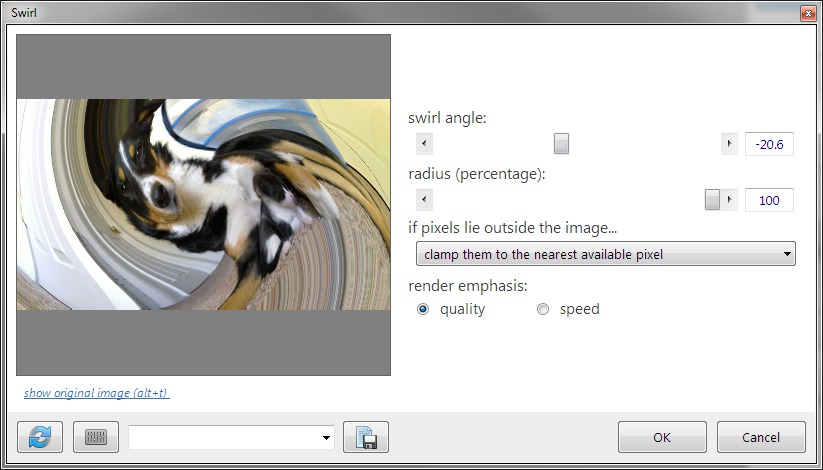 Swirl
swirl angle:
-20.6
radius (percentage):
100
if pixels lie outside the image...
clamp them to the nearest available pixel
render emphasis:
quality
speed
show original image (alt+t)
OK
Cancel